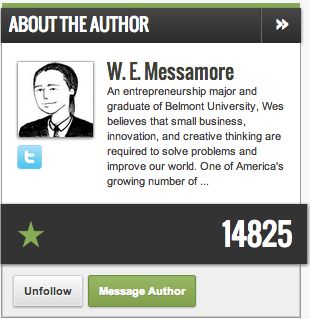 ABOUT THE AUTHOR »
W. E. Messamore
An entrepreneurship major and
graduate of Belmont University, Wes
believes that small business,
innovation, and creative thinking are
required to solve problems and
improve our world. One of America's
growing number of ...
14825
Unfollow Message Author